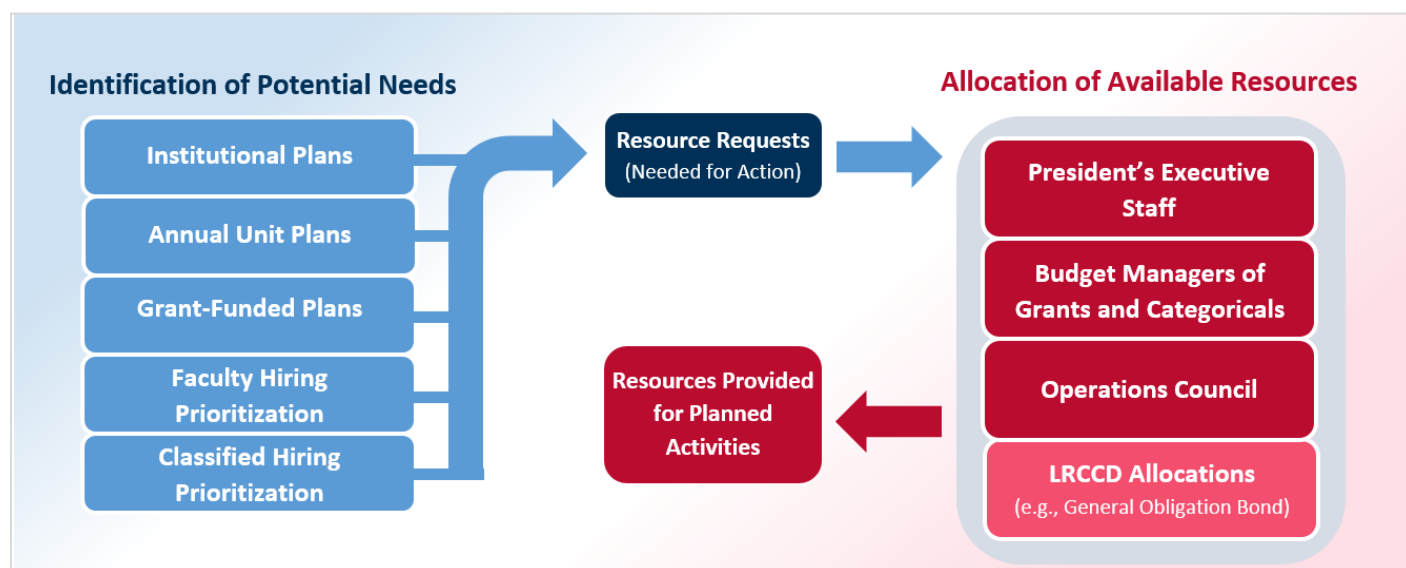 Identification of Potential Needs
Institutional Plans
Annual Unit Plans
Grant-Funded Plans
Faculty Hiring
Prioritization
Classified Hiring
Prioritization
Resource Requests
(Needed for Action)
Allocation of Available Resources
President’s Executive
Staff
Budget Managers of
Grants and Categoricals
Operations Council
LRCCD Allocations
(e.g., General Obligation Bond)
Resources Provided
for Planned
Activities